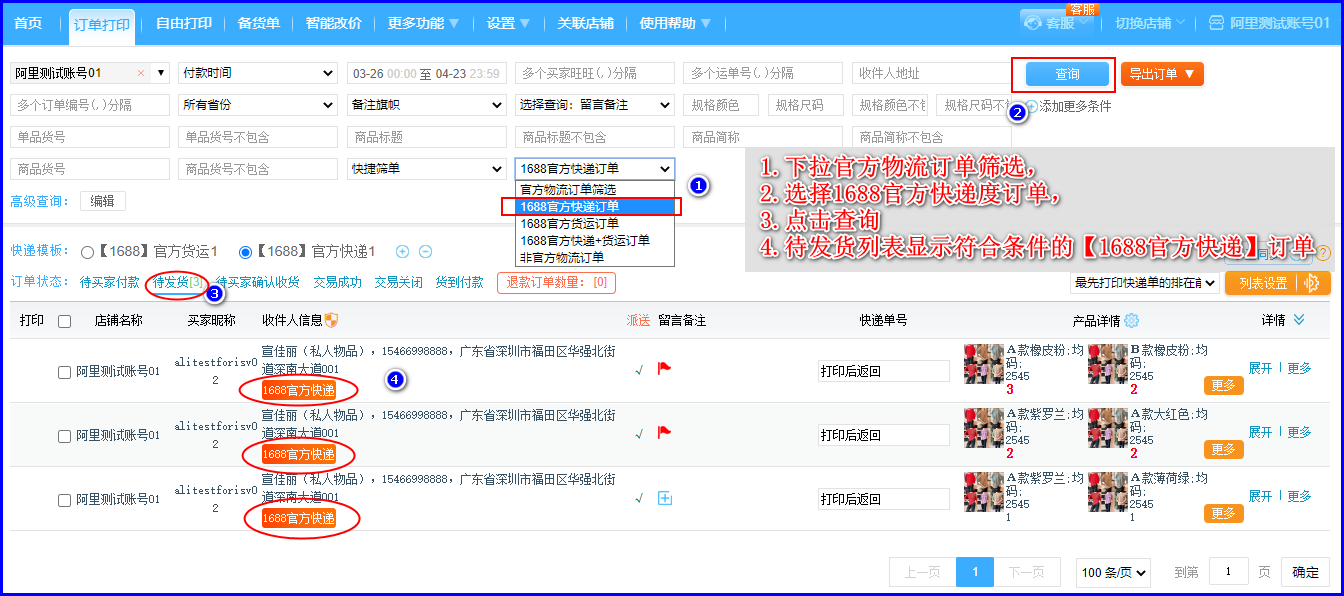 首页 订单打印 自由打印 备货单 智能改价 更多功能▼ 设置▼ 关联店铺 使用帮助▼ 客服 客服 切换店铺 阿里测试账号01
阿里测试账号01 × ▼ 付款时间 03-26 00:00 至 04-23 23:59 多个买家旺旺(,)分隔 多个运单号(,)分隔 收件人地址 查询 导出订单 ▼
多个订单编号(,)分隔 所有省份 备注旗帜 选择查询: 留言备注 规格颜色 规格尺码 规格颜色不 规格尺码不 2 添加更多条件
单品货号 单品货号不包含 商品标题 商品标题不包含 商品简称 商品简称不包含
商品货号 商品货号不包含 快捷筛单 1688官方快递订单 1
官方物流订单筛选
1688官方快递订单
1688官方货运订单
1688官方快递+货运订单
非官方物流订单
1. 下拉官方物流订单筛选,
2. 选择1688官方快递度订单,
3. 点击查询
4. 待发货列表显示符合条件的【1688官方快递】订单
高级查询: 编辑
快递模板: 【1688】官方货运1 【1688】官方快递1
订单状态: 待买家付款 待发货[3] 3 待买家确认收货 交易成功 交易关闭 货到付款 退款订单数量: [0] 最先打印快递单的排在前 列表设置
打印 店铺名称 买家昵称 收件人信息 派送 留言备注 快递单号 产品详情 详情
阿里测试账号01 alitestforisv02 宣佳丽（私人物品）, 15466998888, 广东省深圳市福田区华强北街道深南大道001 √ 打印后返回 A款橡皮粉;均码; 2545 3 B款橡皮粉;均码; 2545 2 更多 展开 | 更多
1688官方快递 4
阿里测试账号01 alitestforisv02 宣佳丽（私人物品）, 15466998888, 广东省深圳市福田区华强北街道深南大道001 √ 打印后返回 A款紫罗兰;均码; 2545 2 A款大红色;均码; 2545 2 更多 展开 | 更多
1688官方快递
阿里测试账号01 alitestforisv02 宣佳丽（私人物品）, 15466998888, 广东省深圳市福田区华强北街道深南大道001 √ 打印后返回 A款紫罗兰;均码; 2545 1 A款薄荷绿;均码; 2545 1 更多 展开 | 更多
1688官方快递
上一页 1 下一页 100 条/页 到第 1 页 确定